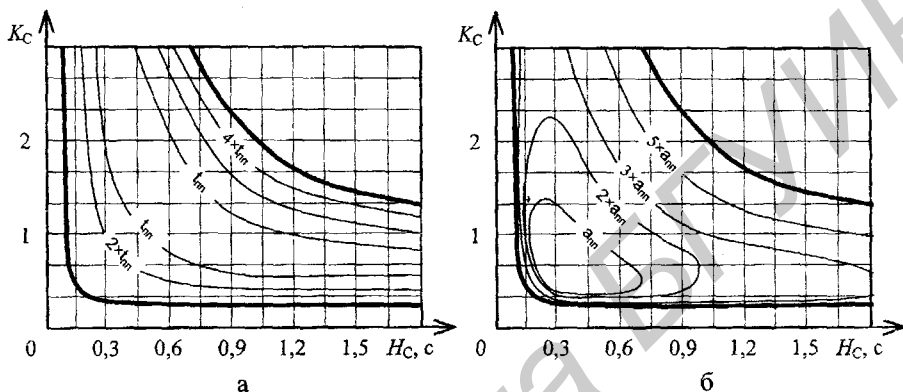 K_C
2
1
0
0,3
0,6
0,9
1,2
1,5
H_C, с
2×t_пп
t_пп
t_пп
4×t_пп
а
K_C
2
1
0
0,3
0,6
0,9
1,2
1,5
H_C, с
a_пп
2×a_пп
3×a_пп
5×a_пп
б
а БГУИ